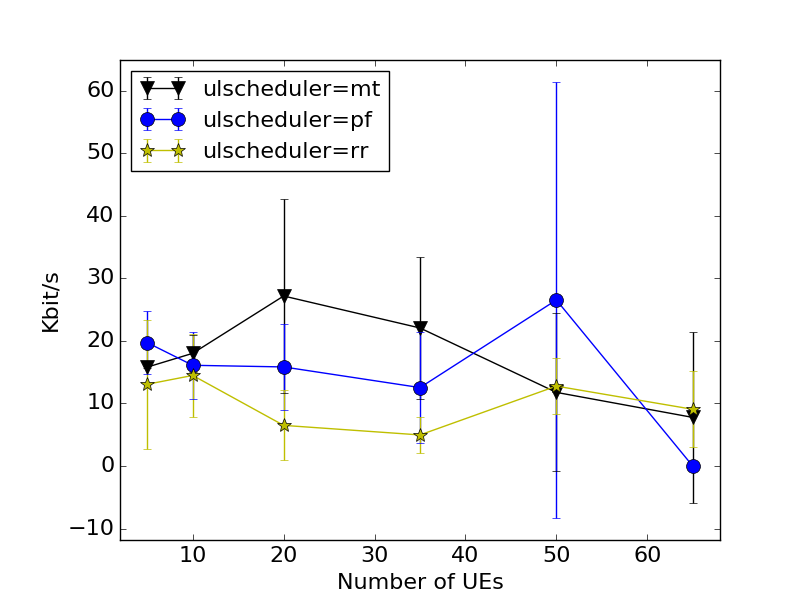 ulscheduler=mt
ulscheduler=pf
ulscheduler=rr
60
50
40
30
20
10
0
−10
Kbit/s
10 20 30 40 50 60
Number of UEs